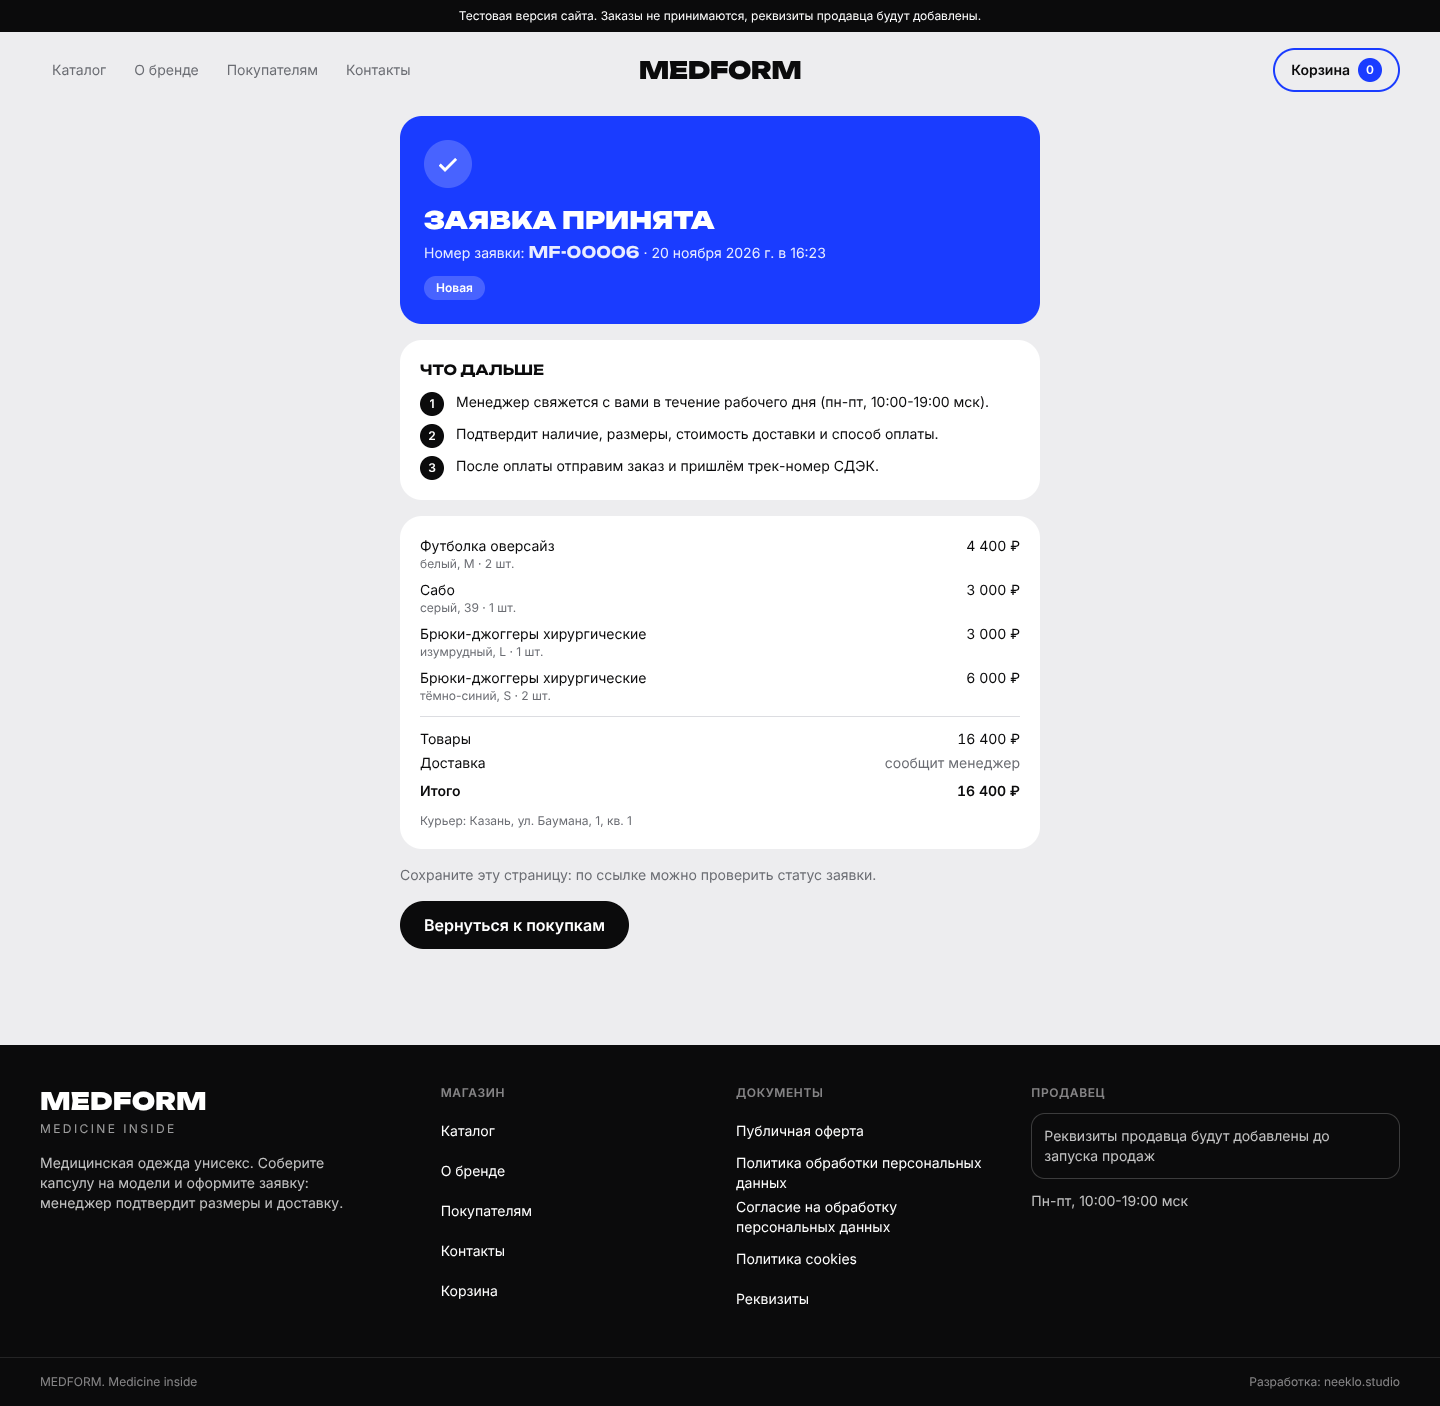 Тестовая версия сайта. Заказы не принимаются, реквизиты продавца будут добавлены.
Каталог О бренде Покупателям Контакты MEDFORM Корзина 0
ЗАЯВКА ПРИНЯТА
Номер заявки: MF-00006 · 20 ноября 2026 г. в 16:23
Новая
ЧТО ДАЛЬШЕ
1 Менеджер свяжется с вами в течение рабочего дня (пн-пт, 10:00-19:00 мск).
2 Подтвердит наличие, размеры, стоимость доставки и способ оплаты.
3 После оплаты отправим заказ и пришлём трек-номер СДЭК.
Футболка оверсайз 4 400 ₽
белый, M · 2 шт.
Сабо 3 000 ₽
серый, 39 · 1 шт.
Брюки-джоггеры хирургические 3 000 ₽
изумрудный, L · 1 шт.
Брюки-джоггеры хирургические 6 000 ₽
тёмно-синий, S · 2 шт.
Товары 16 400 ₽
Доставка сообщит менеджер
Итого 16 400 ₽
Курьер: Казань, ул. Баумана, 1, кв. 1
Сохраните эту страницу: по ссылке можно проверить статус заявки.
Вернуться к покупкам
MEDFORM
MEDICINE INSIDE
Медицинская одежда унисекс. Соберите
капсулу на модели и оформите заявку:
менеджер подтвердит размеры и доставку.
МАГАЗИН
Каталог
О бренде
Покупателям
Контакты
Корзина
ДОКУМЕНТЫ
Публичная оферта
Политика обработки персональных
данных
Согласие на обработку
персональных данных
Политика cookies
Реквизиты
ПРОДАВЕЦ
Реквизиты продавца будут добавлены до
запуска продаж
Пн-пт, 10:00-19:00 мск
MEDFORM. Medicine inside
Разработка: neeklo.studio